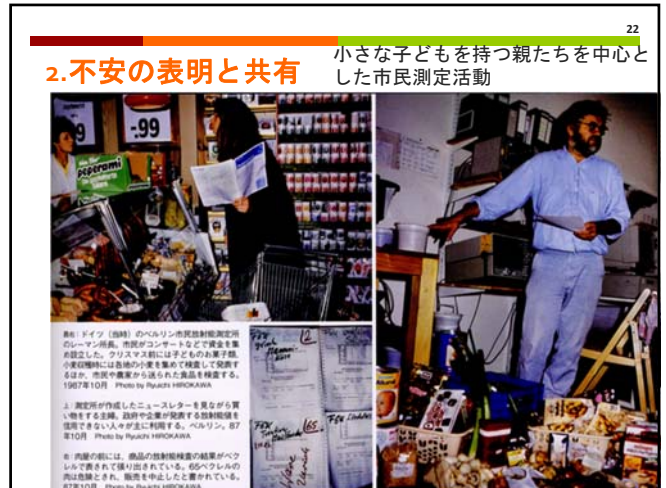 22
2.不安の表明と共有
小さな子どもを持つ親たちを中心と
した市民測定活動
-.99
peperami
奥右:ドイツ(当時)のベルリン市民放射能測定所
のレーマン所長。市民がコンサートなどで資金を集
め設立した。クリスマス前には子どものお菓子類、
小麦収穫時には各地の小麦を集めて検査して発表す
るほか、市民や農家から送られた食品を検査する。
1987年10月 Photo by Ryuichi HIROKAWA
上:測定所が作成したニュースレターを見ながら買
い物をする主婦。政府や企業が発表する放射能値を
信用できない人々が主に利用する。ベルリン。87
年10月 Photo by Ryuichi HIROKAWA
右:肉屋の前には、商品の放射能検査の結果がベク
レルで表されて張り出されている。65ベクレルの
肉は危険とされ、販売を中止したと書かれている。
87年10月 Photo by Ryuichi HIROKAWA
12
65